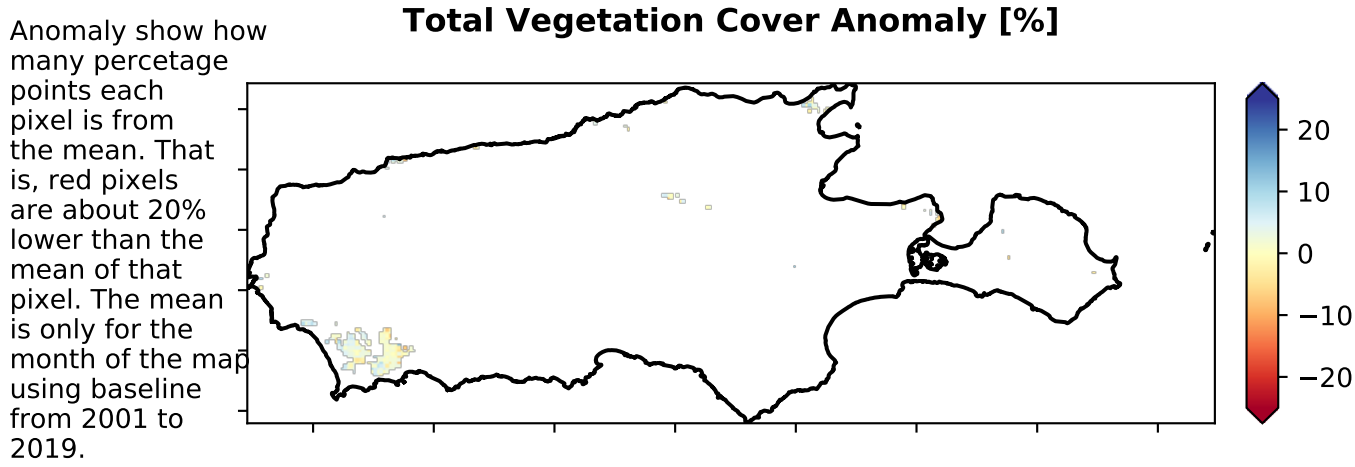 Total Vegetation Cover Anomaly [%]
Anomaly show how
many percetage
points each
pixel is from
the mean. That
is, red pixels
are about 20%
lower than the
mean of that
pixel. The mean
is only for the
month of the map
using baseline
from 2001 to
2019.
20
10
0
−10
−20